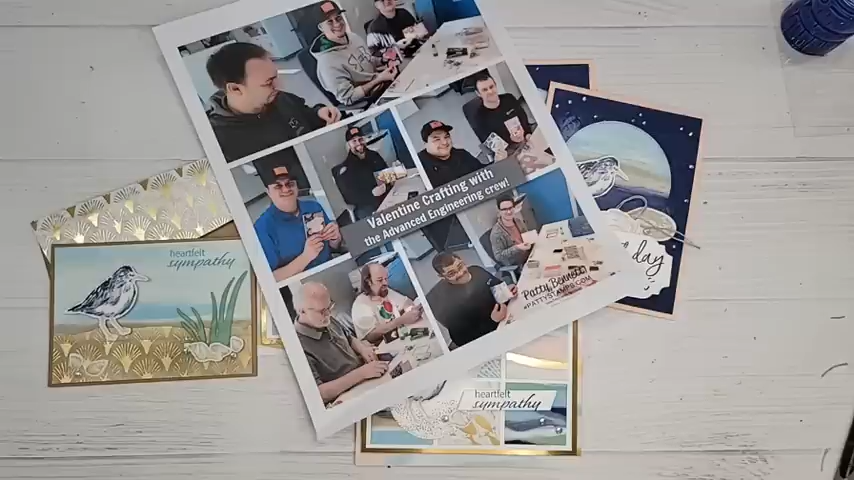 Valentine Crafting with
the Advanced Engineering crew!
Patty Bennett
PATTYSTAMPS.COM
heartfelt
sympathy
day
heartfelt
sympathy